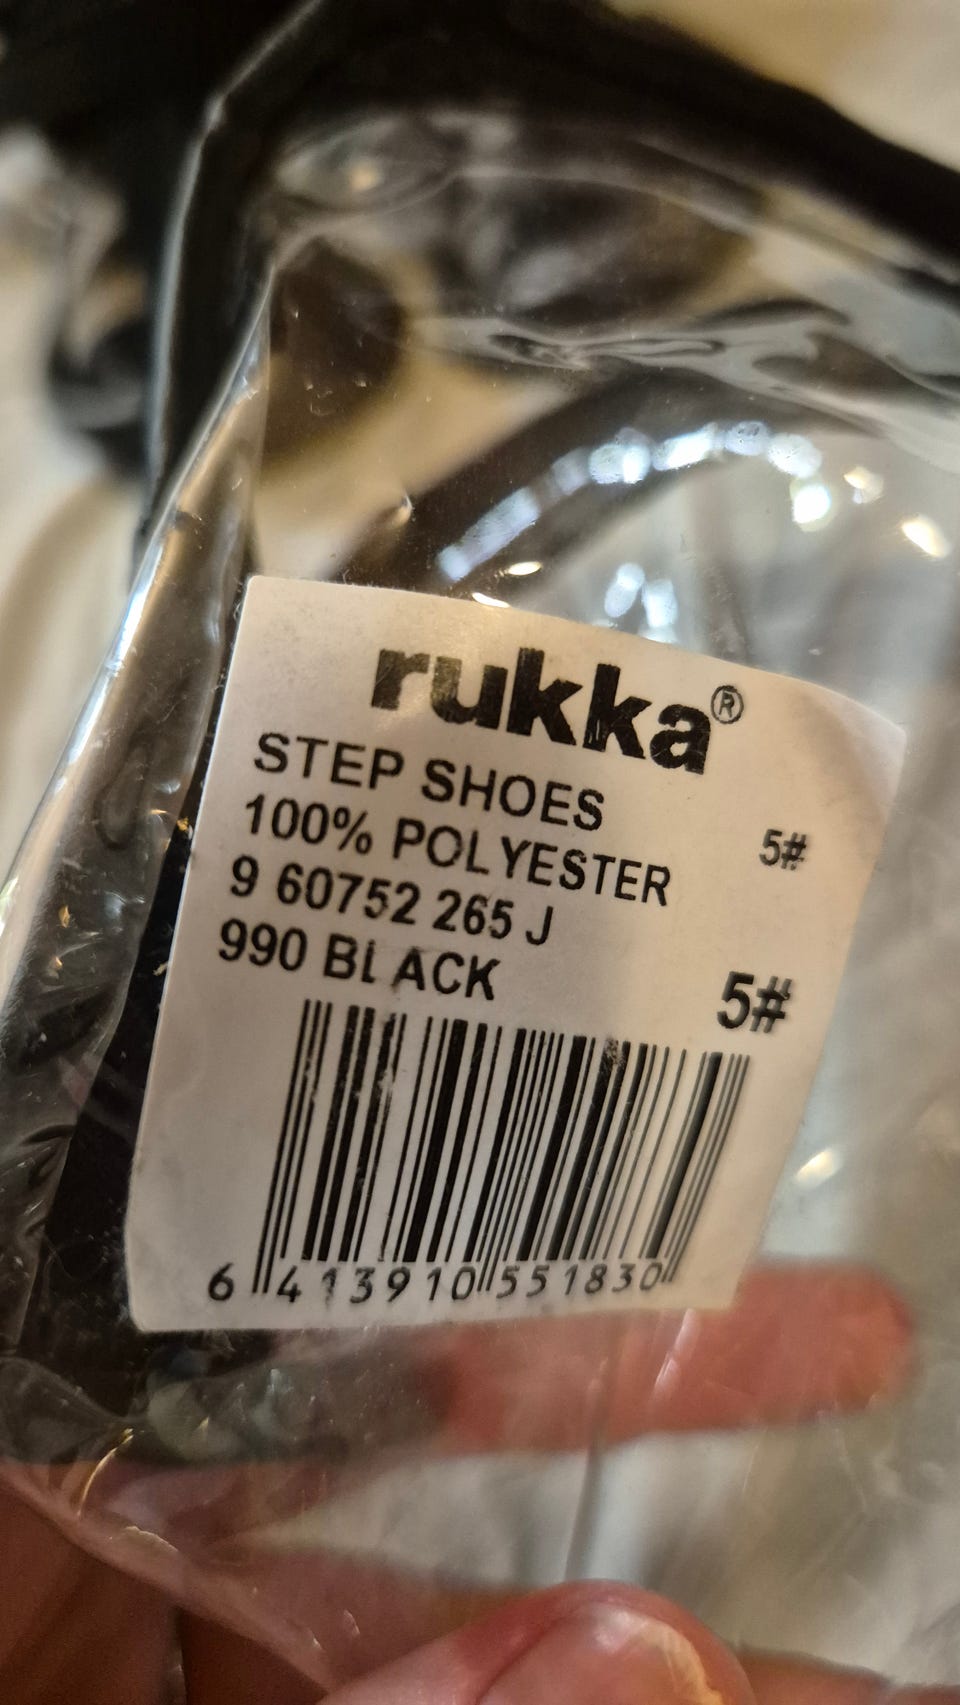 rukka®
STEP SHOES
100% POLYESTER 5#
9 60752 265 J
990 BLACK 5#
6 413910 551830